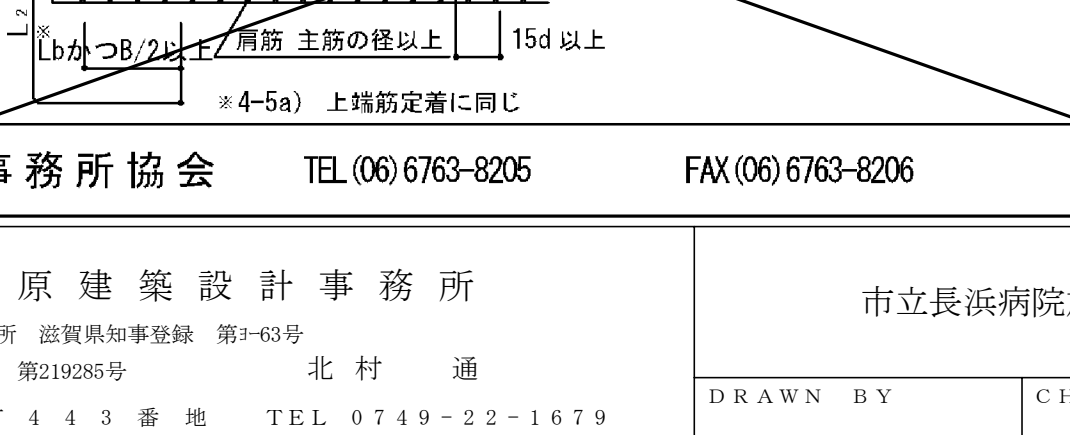 L2
※
LbかつB/2以上
肩筋 主筋の径以上
15d 以上
※4-5a) 上端筋定着に同じ
務所協会 TEL(06)6763-8205 FAX(06)6763-8206
原建築設計事務所
所 滋賀県知事登録 第ﾖ-63号
第219285号 北村 通
443番地 TEL 0749-22-1679
市立長浜病院
DRAWN BY
CH